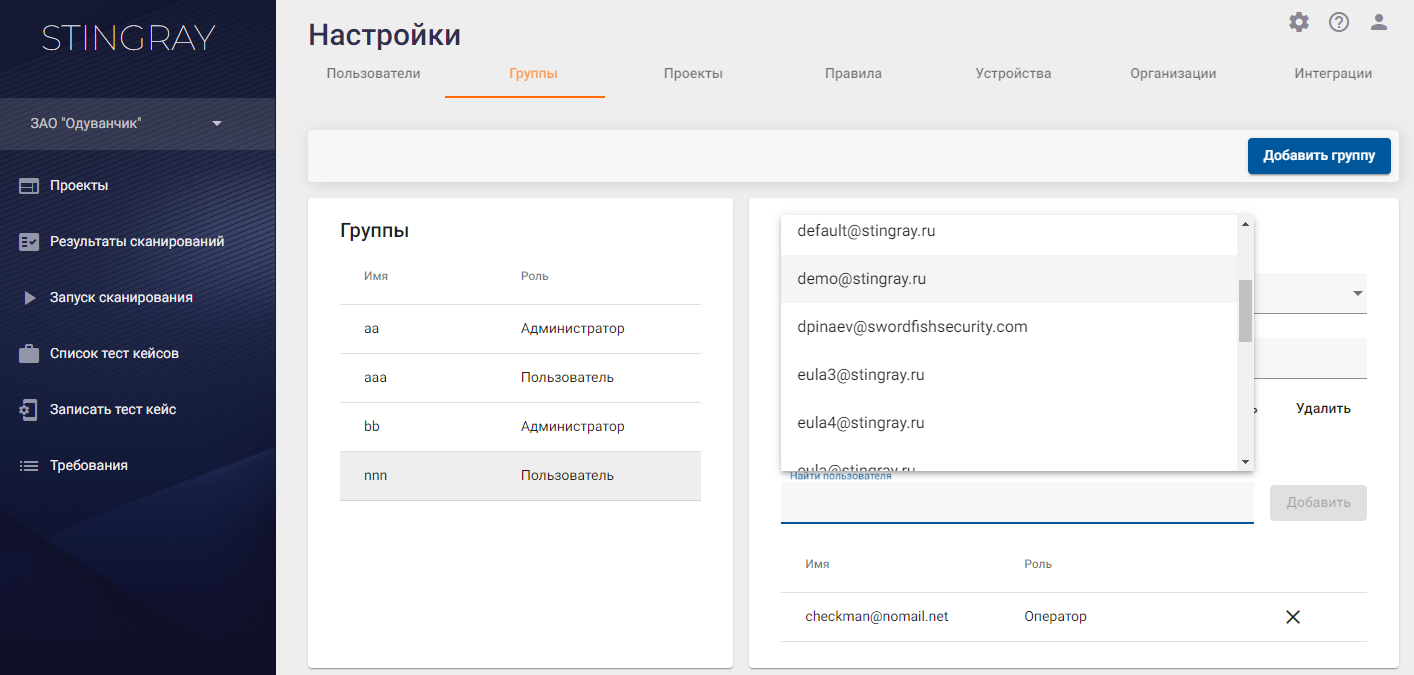 STINGRAY
ЗАО "Одуванчик"
Проекты
Результаты сканирований
Запуск сканирования
Список тест кейсов
Записать тест кейс
Требования
Настройки
Пользователи Группы Проекты Правила Устройства Организации Интеграции
Добавить группу
Группы
Имя Роль
aa Администратор
aaa Пользователь
bb Администратор
nnn Пользователь
default@stingray.ru
demo@stingray.ru
dpinaev@swordfishsecurity.com
eula3@stingray.ru
eula4@stingray.ru
eula@stingray.ru
Удалить
Найти пользователя
Добавить
Имя Роль
checkman@nomail.net Оператор